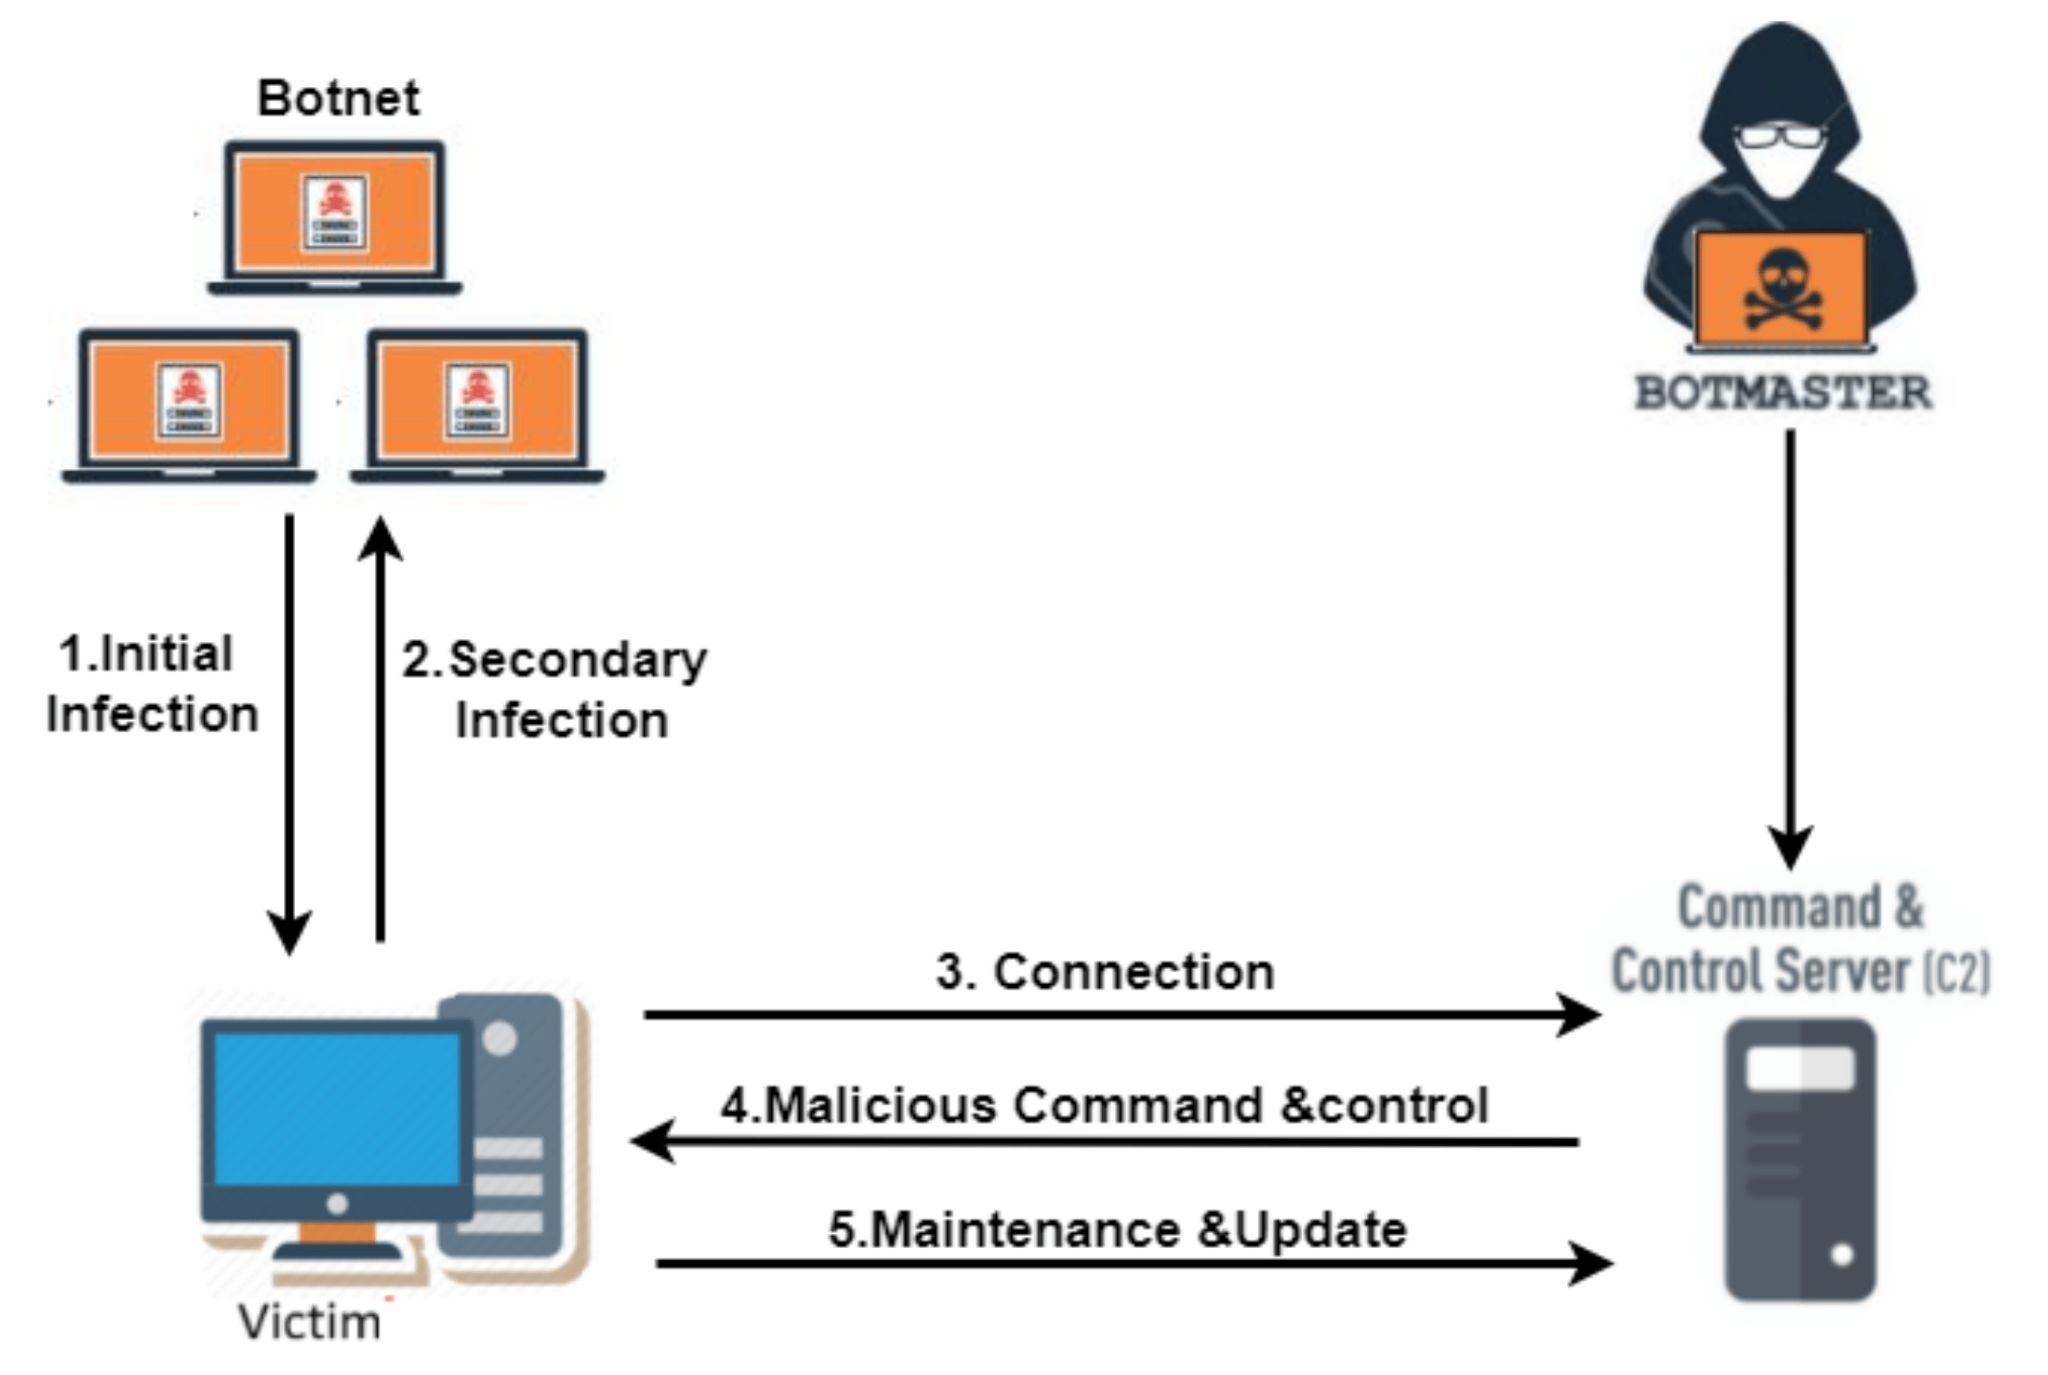 Botnet
BOTMASTER
1.Initial
Infection
2.Secondary
Infection
Command &
Control Server (C2)
3. Connection
4.Malicious Command &control
5.Maintenance &Update
Victim